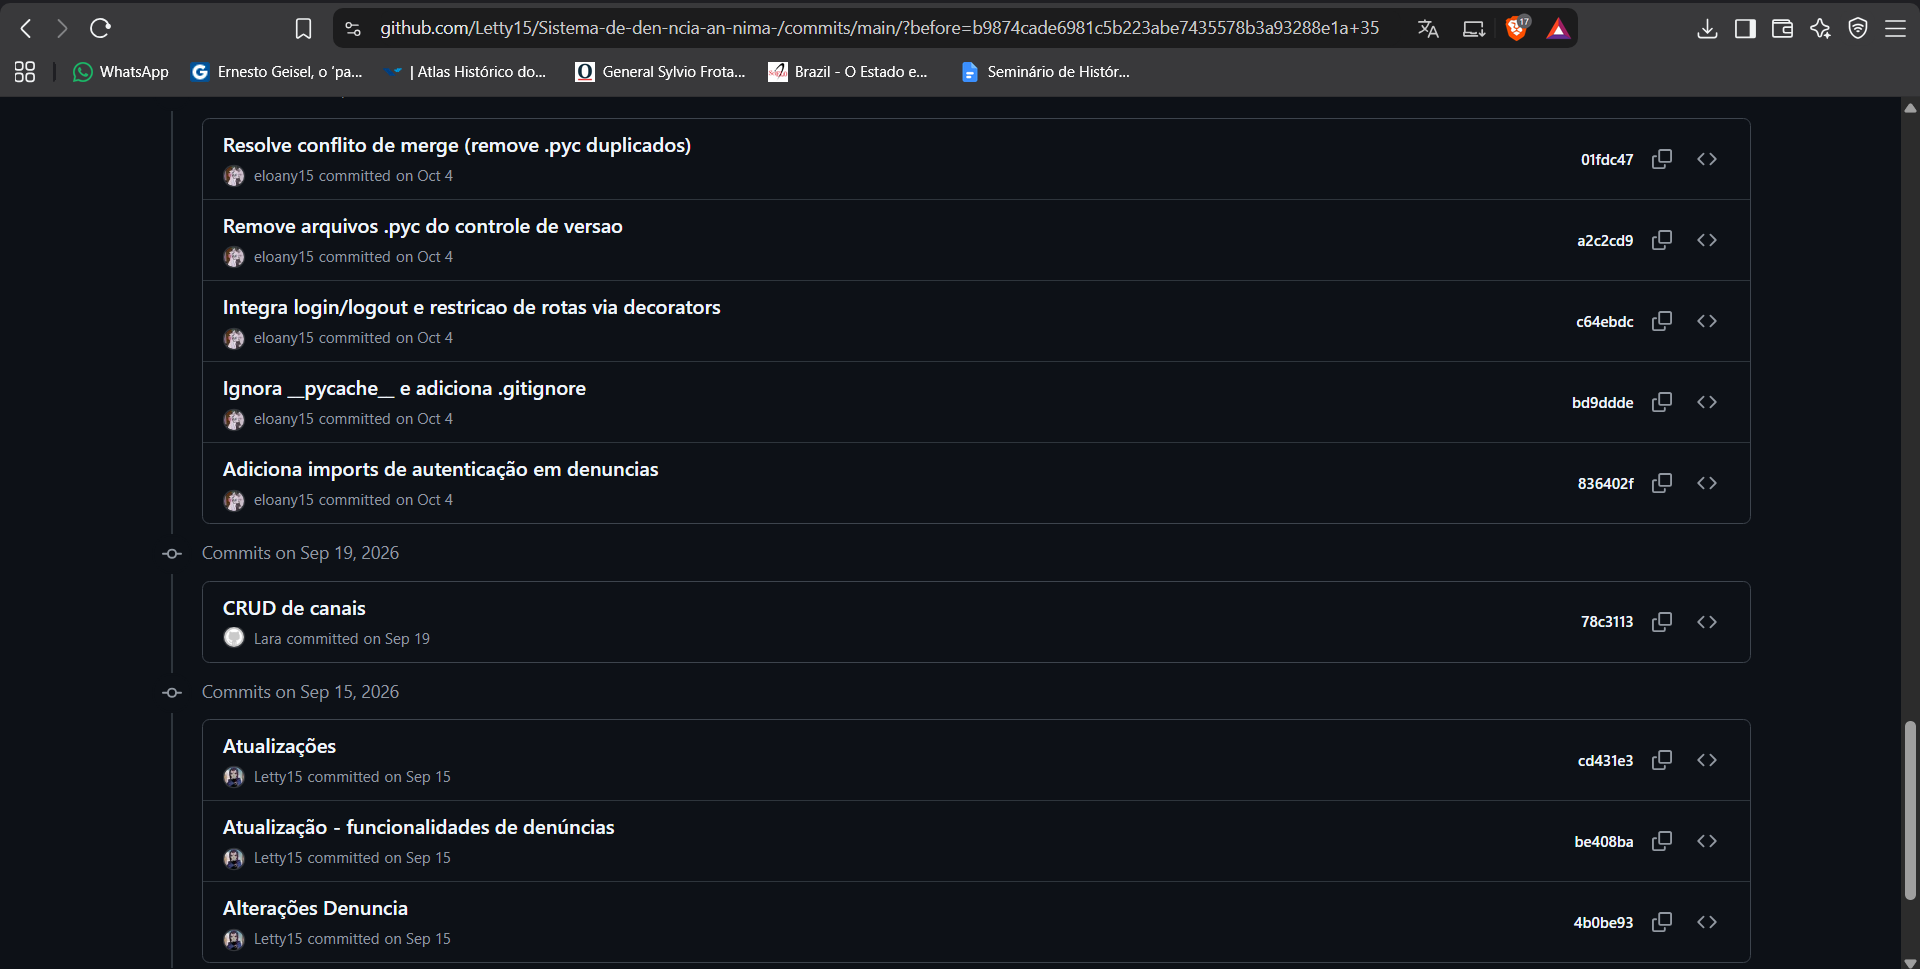 github.com/Letty15/Sistema-de-den-ncia-an-nima-/commits/main/?before=b9874cade6981c5b223abe7435578b3a93288e1a+35
17
WhatsApp
Ernesto Geisel, o 'pa...
| Atlas Histórico do...
General Sylvio Frota...
Brazil - O Estado e...
Seminário de Histór...
Resolve conflito de merge (remove .pyc duplicados)
eloany15 committed on Oct 4
01fdc47
Remove arquivos .pyc do controle de versao
eloany15 committed on Oct 4
a2c2cd9
Integra login/logout e restricao de rotas via decorators
eloany15 committed on Oct 4
c64ebdc
Ignora __pycache__ e adiciona .gitignore
eloany15 committed on Oct 4
bd9ddde
Adiciona imports de autenticação em denuncias
eloany15 committed on Oct 4
836402f
Commits on Sep 19, 2026
CRUD de canais
Lara committed on Sep 19
78c3113
Commits on Sep 15, 2026
Atualizações
Letty15 committed on Sep 15
cd431e3
Atualização - funcionalidades de denúncias
Letty15 committed on Sep 15
be408ba
Alterações Denuncia
Letty15 committed on Sep 15
4b0be93